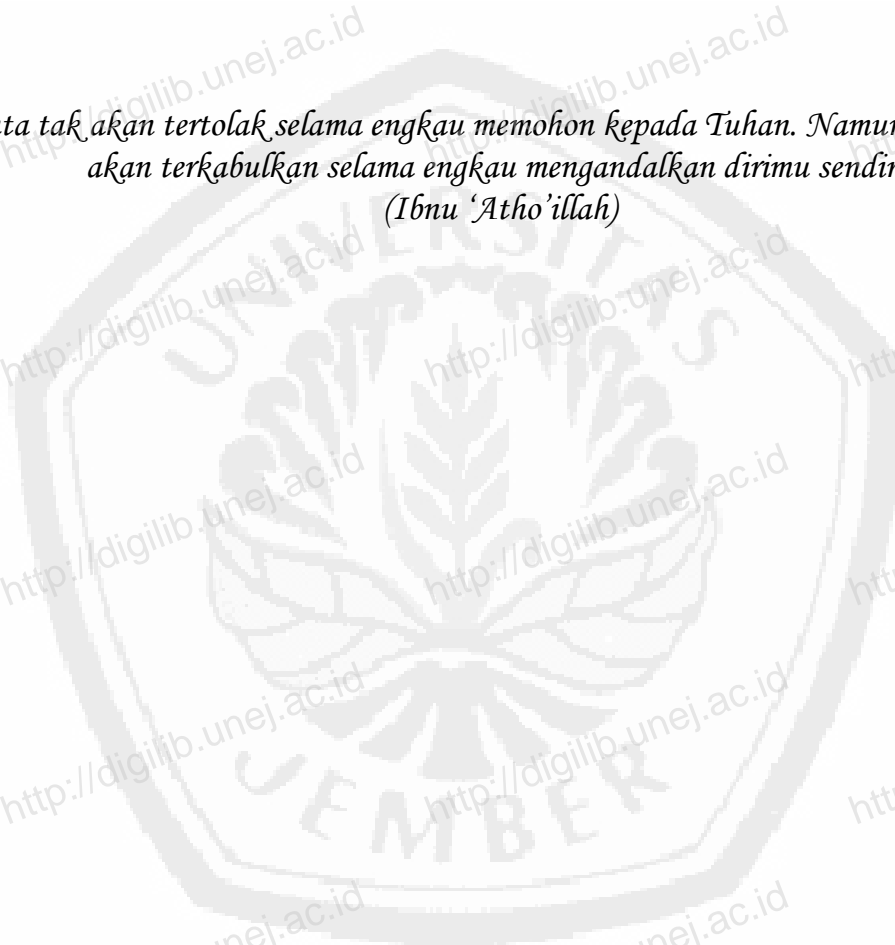 tak akan tertolak selama engkau memohon kepada Tuhan.
akan terkabulkan selama engkau mengandalkan dirimu
(Ibnu ‘Atho’illah)
UNIVERSITAS
JEMBER
http://digilib.unej.ac.id
http://digilib.unej.ac.id
http://digilib.unej.ac.id
http://digilib.unej.ac.id
http://digilib.unej.ac.id
http://digilib.unej.ac.id
http://digilib.unej.ac.id
http://digilib.unej.ac.id